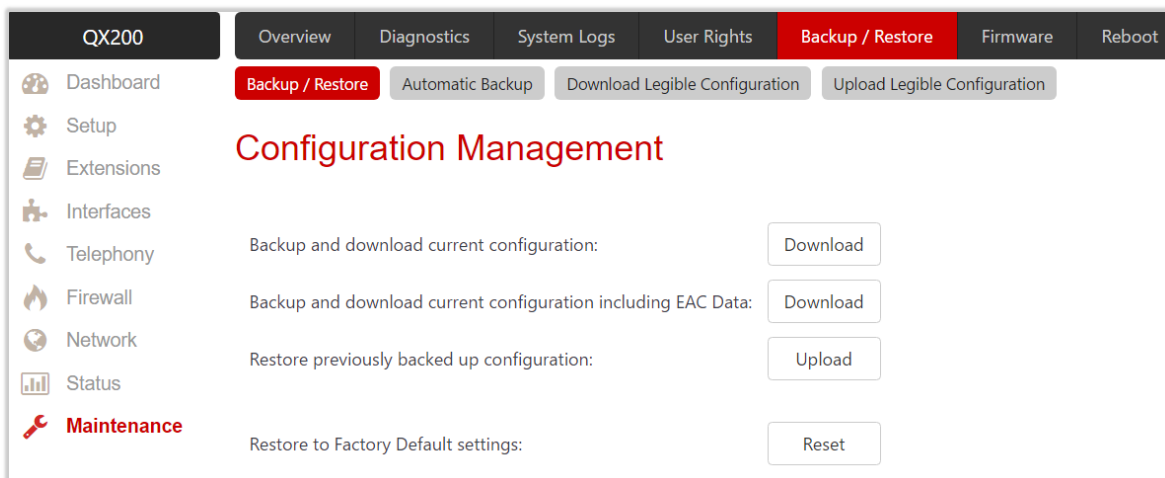 QX200
Overview Diagnostics System Logs User Rights Backup / Restore Firmware Reboot
Dashboard
Setup
Extensions
Interfaces
Telephony
Firewall
Network
Status
Maintenance
Backup / Restore Automatic Backup Download Legible Configuration Upload Legible Configuration
Configuration Management
Backup and download current configuration: Download
Backup and download current configuration including EAC Data: Download
Restore previously backed up configuration: Upload
Restore to Factory Default settings: Reset